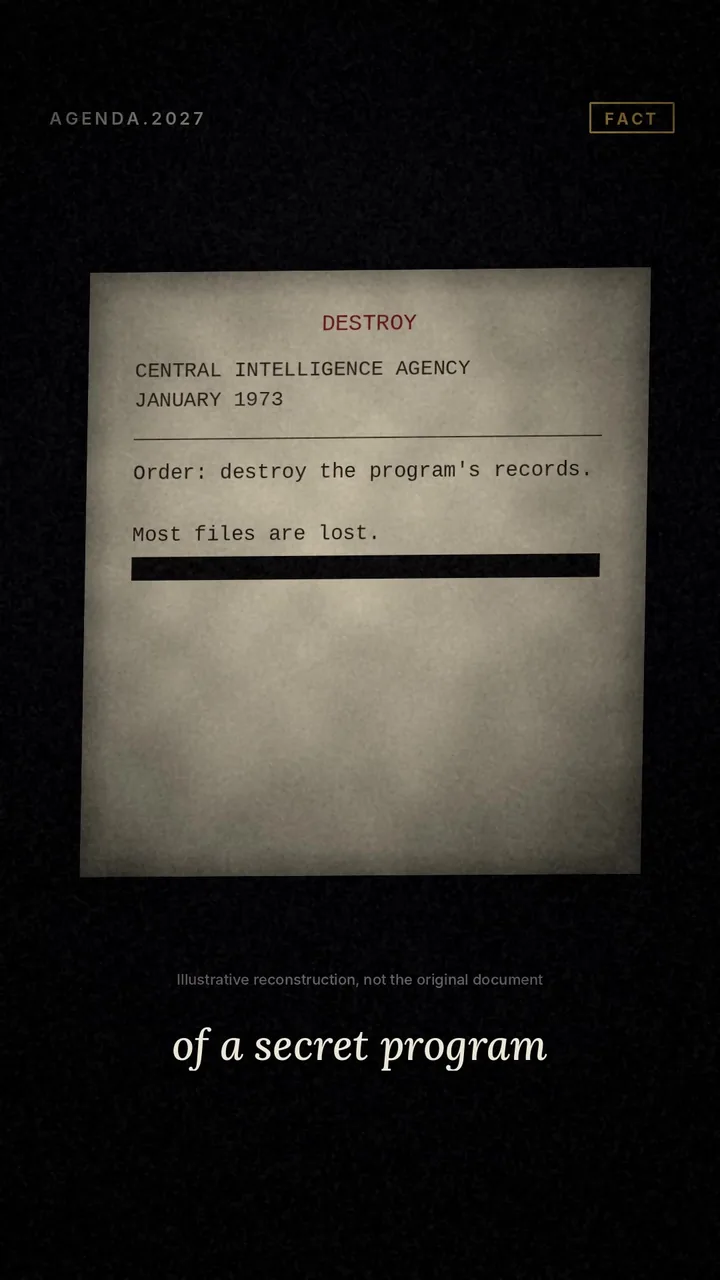 AGENDA.2027
FACT
DESTROY
CENTRAL INTELLIGENCE AGENCY
JANUARY 1973
Order: destroy the program's records.
Most files are lost.
Illustrative reconstruction, not the original document
of a secret program